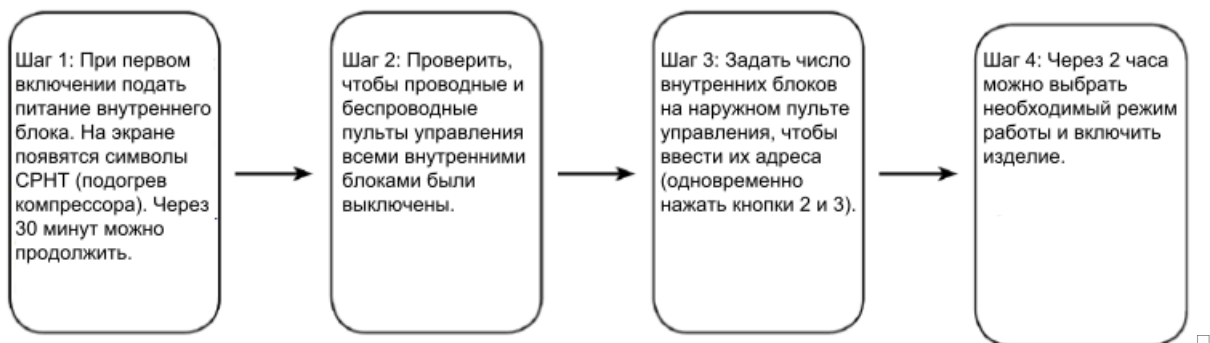 Шаг 1: При первом
включении подать
питание внутреннего
блока. На экране
появятся символы
CPHT (подогрев
компрессора). Через
30 минут можно
продолжить.
Шаг 2: Проверить,
чтобы проводные и
беспроводные
пульты управления
всеми внутренними
блоками были
выключены.
Шаг 3: Задать число
внутренних блоков
на наружном пульте
управления, чтобы
ввести их адреса
(одновременно
нажать кнопки 2 и 3).
Шаг 4: Через 2 часа
можно выбрать
необходимый режим
работы и включить
изделие.